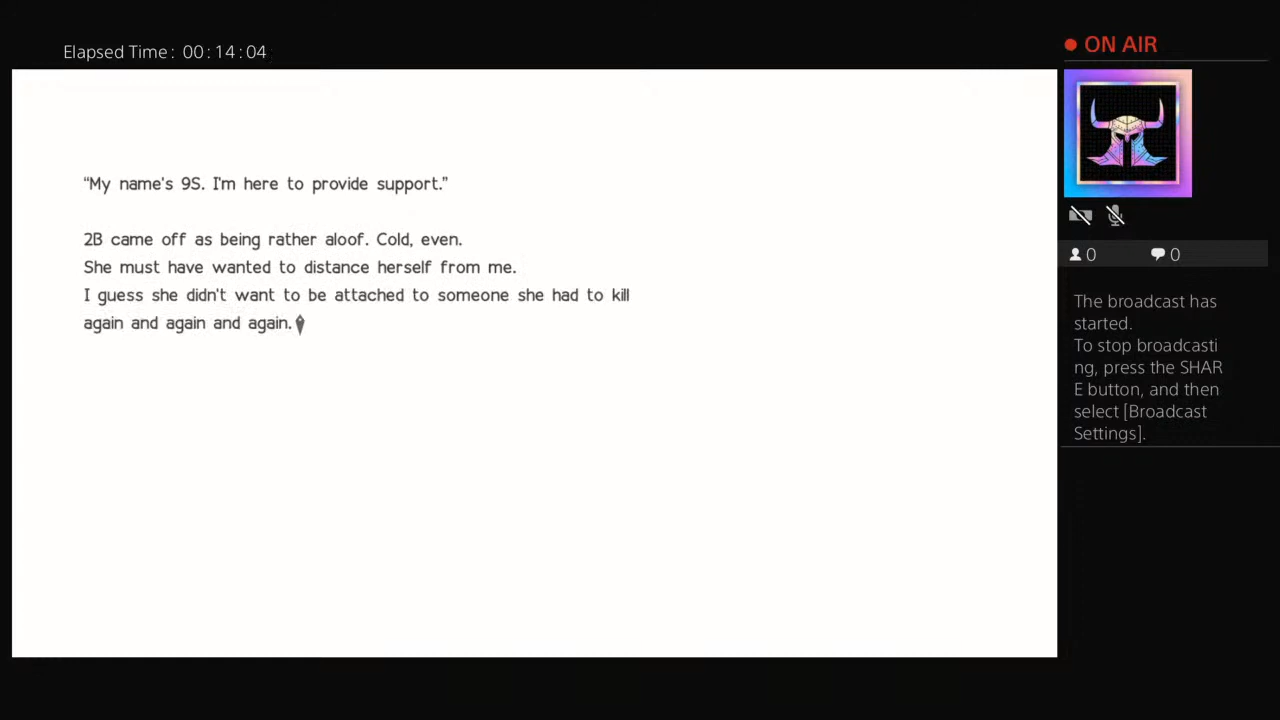 Elapsed Time: 00:14:04
ON AIR
"My name's 9S. I'm here to provide support."
2B came off as being rather aloof. Cold, even.
She must have wanted to distance herself from me.
I guess she didn't want to be attached to someone she had to kill
again and again and again.
0 0
The broadcast has
started.
To stop broadcasti
ng, press the SHAR
E button, and then
select [Broadcast
Settings].